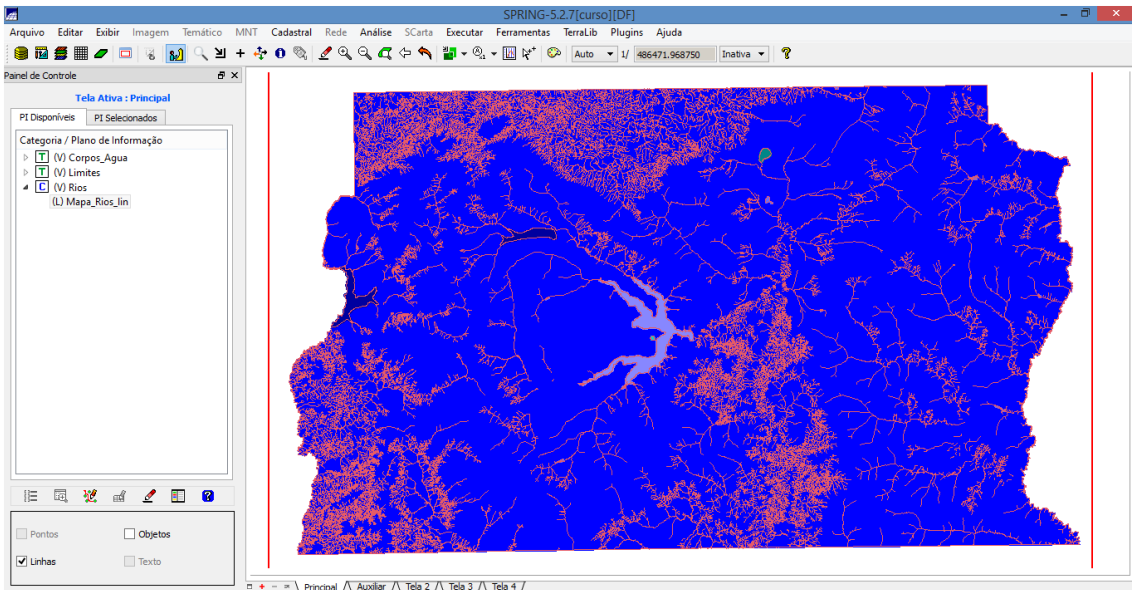 SPRING-5.2.7[curso][DF]
Arquivo Editar Exibir Imagem Temático MNT Cadastral Rede Análise SCarta Executar Ferramentas TerraLib Plugins Ajuda
Auto 1/ 486471.968750 Inativa
Painel de Controle
Tela Ativa : Principal
PI Disponíveis PI Selecionados
Categoria / Plano de Informação
T (V) Corpos_Agua
T (V) Limites
C (V) Rios
(L) Mapa_Rios_lin
Pontos Objetos
Linhas Texto
Principal Auxiliar Tela 2 Tela 3 Tela 4